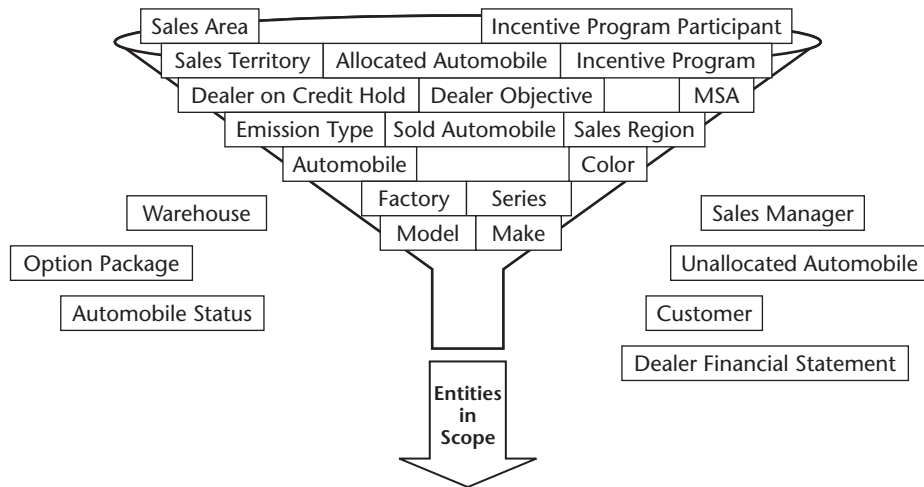 Sales Area
Incentive Program Participant
Sales Territory
Allocated Automobile
Incentive Program
Dealer on Credit Hold
Dealer Objective
MSA
Emission Type
Sold Automobile
Sales Region
Automobile
Color
Factory
Series
Warehouse
Sales Manager
Model
Make
Option Package
Unallocated Automobile
Automobile Status
Customer
Dealer Financial Statement
Entities
in
Scope